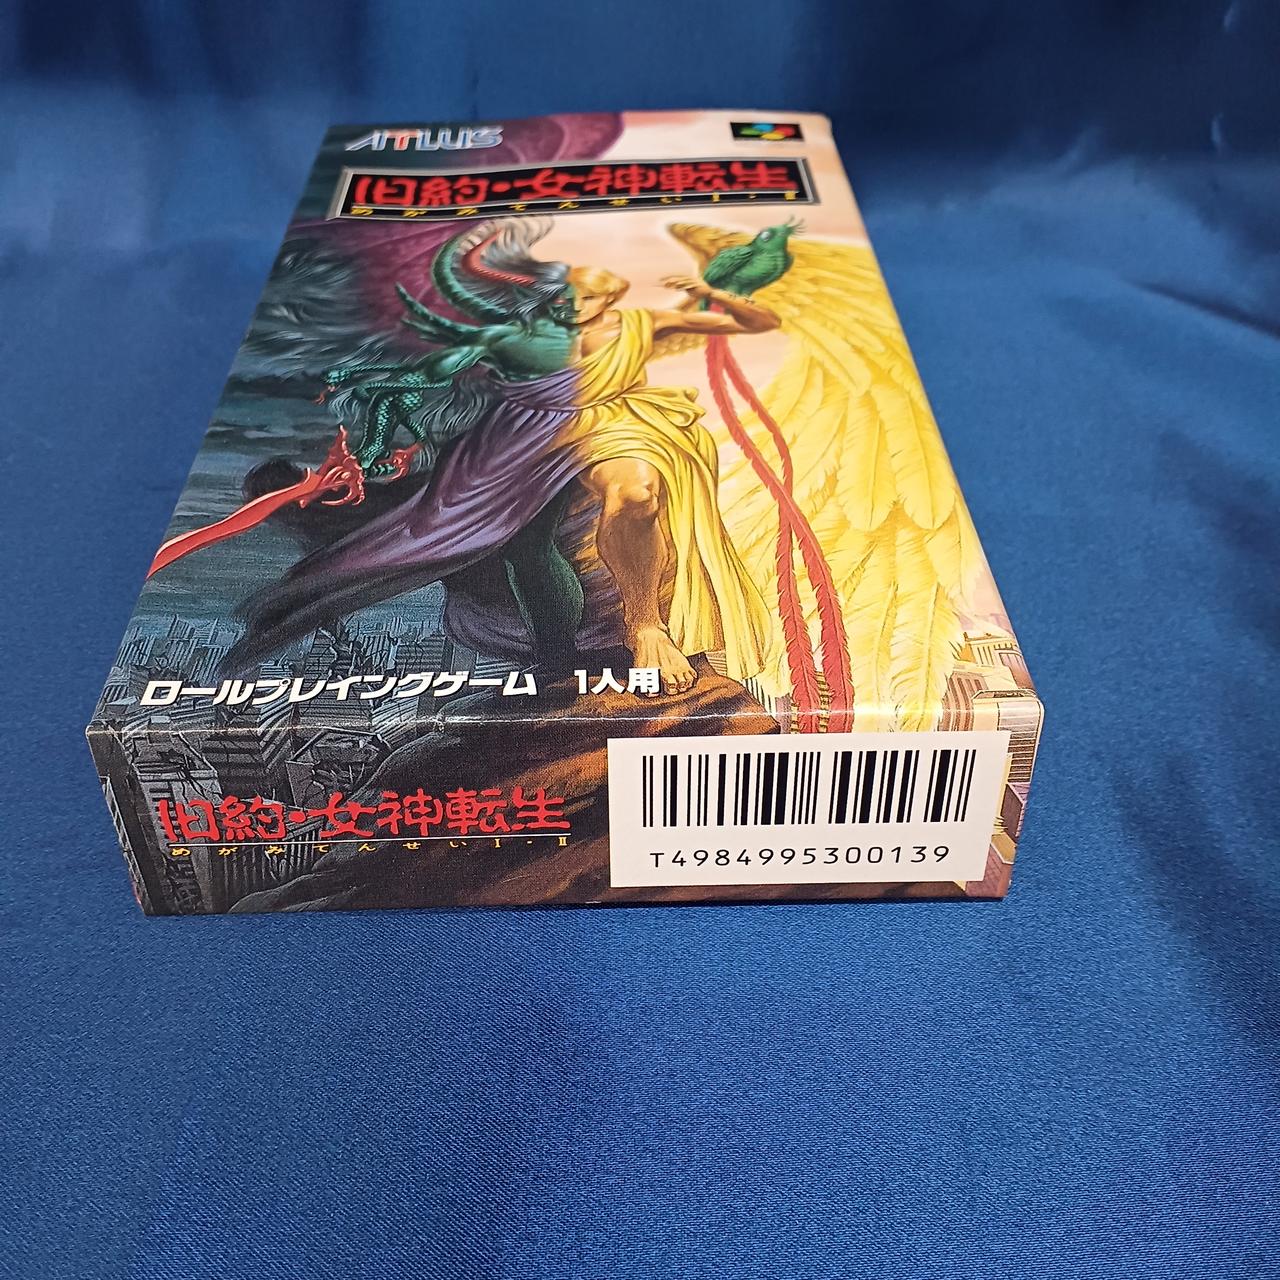 ATLUS
旧約・女神転生
めがみてんせいⅠ・Ⅱ
ロールプレイングゲーム 1人用
旧約・女神転生
めがみてんせいⅠ・Ⅱ
T4984995300139